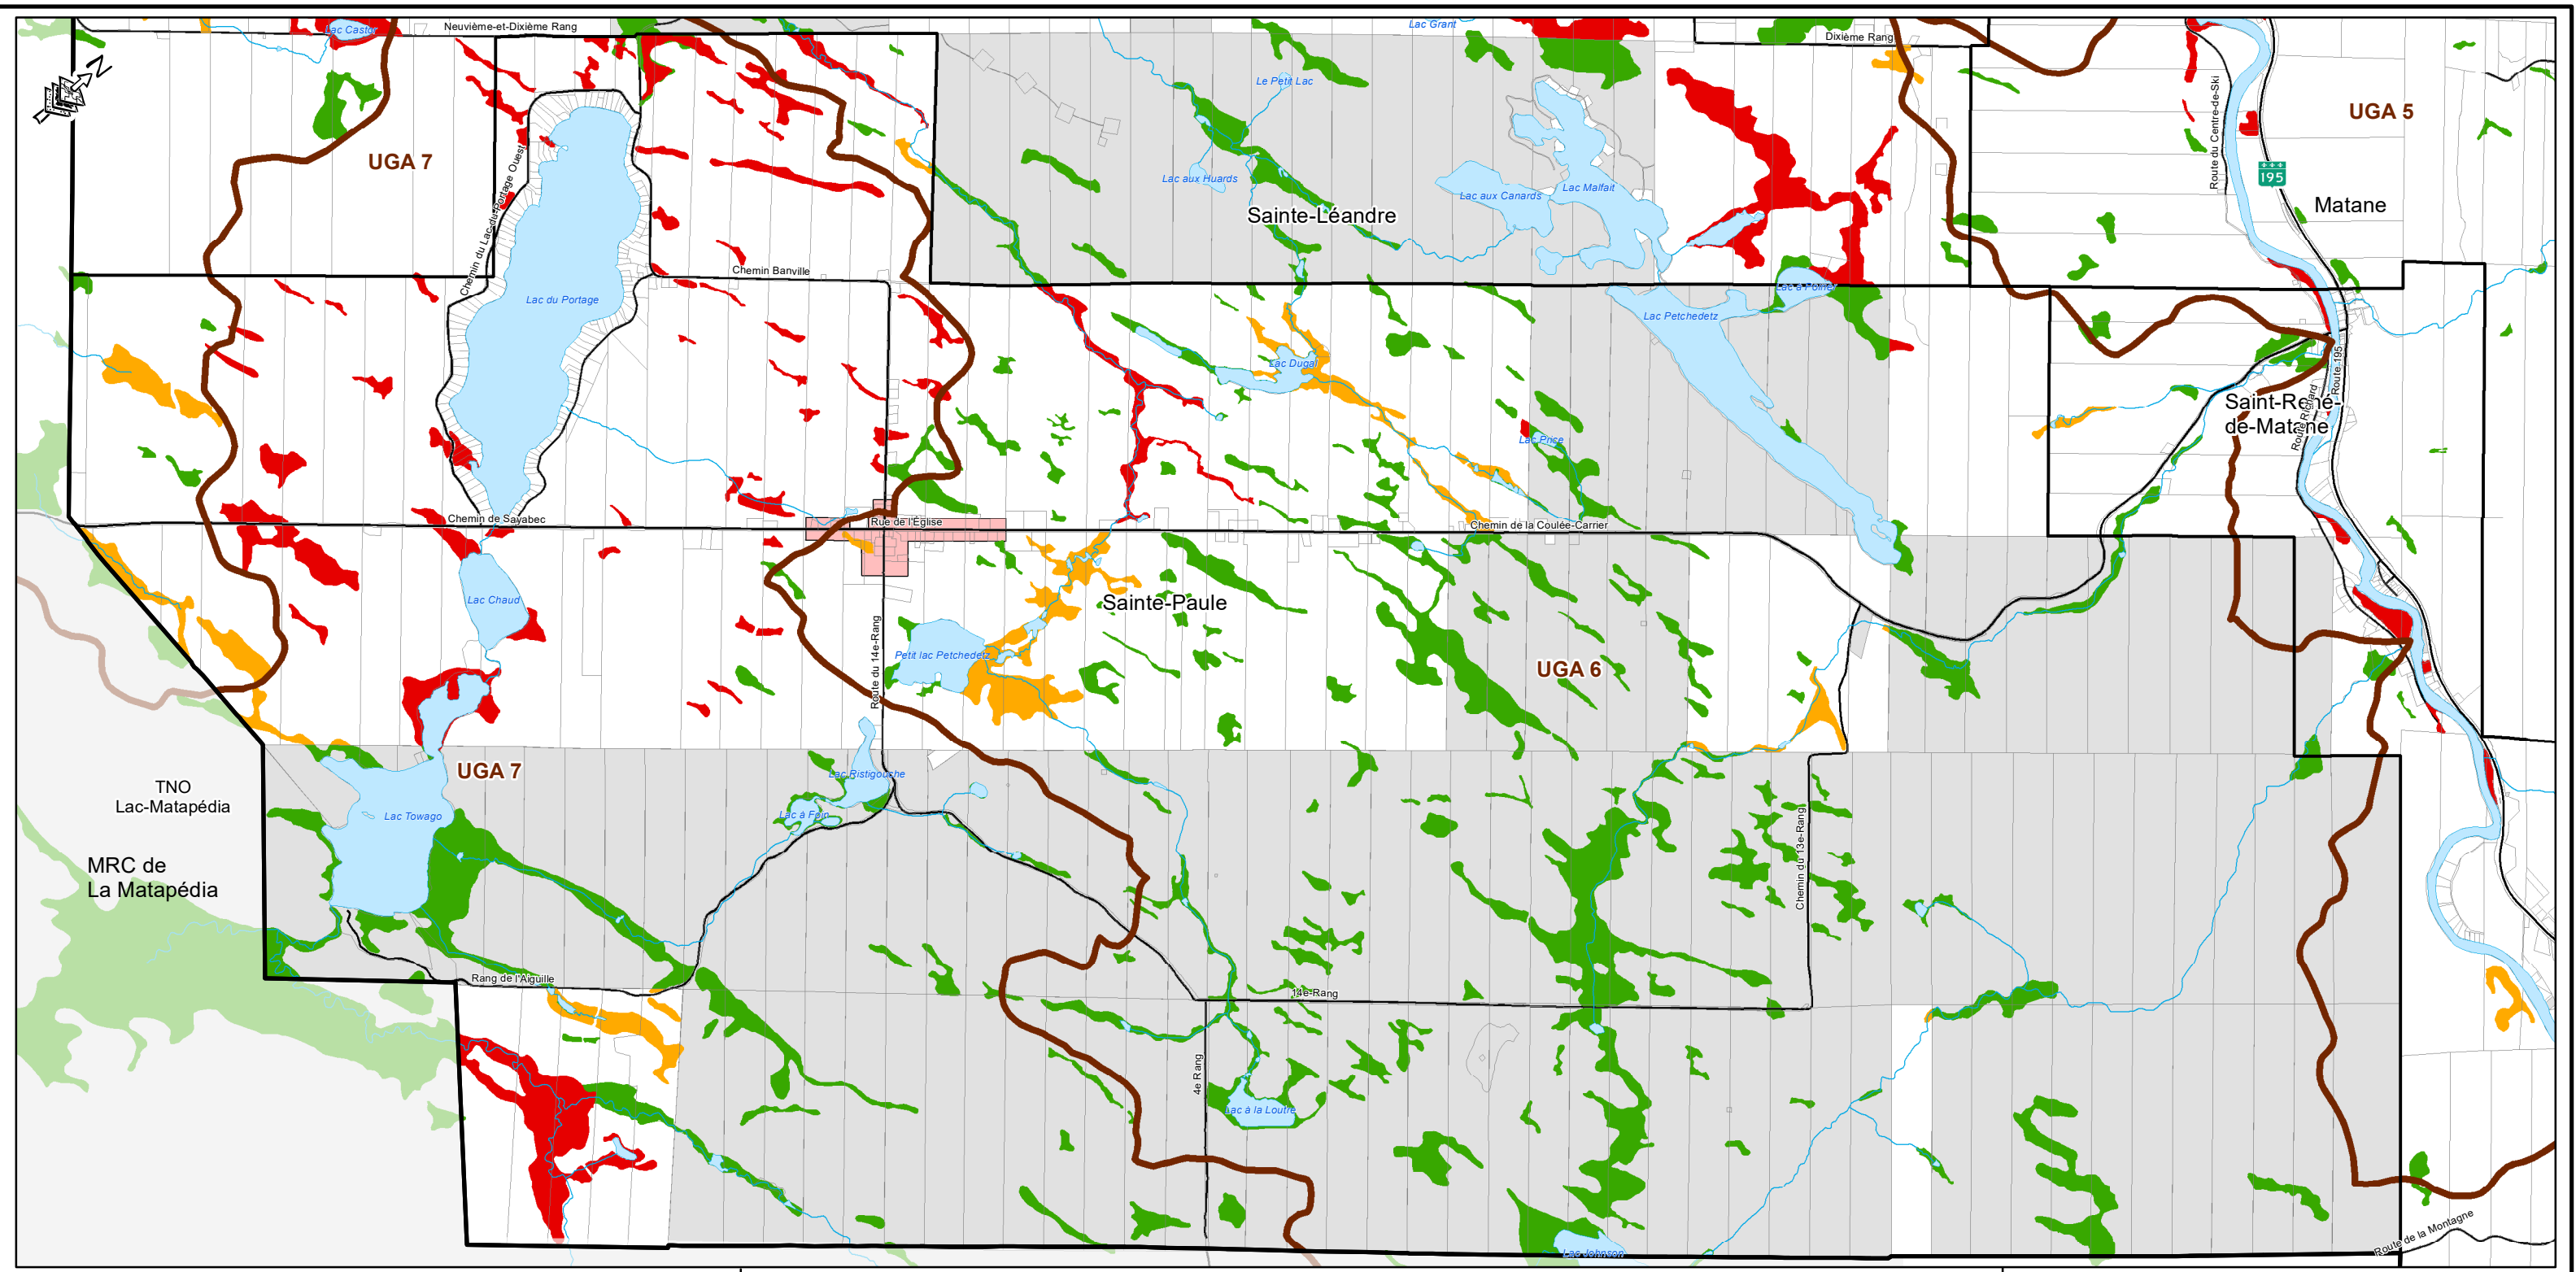 Neuvième-et-Dixième Rang
Lac Castor
Lac Grant
Dixième Rang
N
Le Petit Lac
Route du Centre-de-Ski
UGA 5
UGA 7
195
Lac aux Huards
Lac aux Canards
Lac Malfait
Sainte-Léandre
Matane
Chemin du Lac-du-Portage Ouest
Chemin Banville
Lac du Portage
Lac à Poirier
Lac Petchedetz
Lac Dugal
Route 195
Saint-René-
de-Matane
Lac Price
Chemin de Sayabec
Rue de l'Église
Chemin de la Coulée-Carrier
Lac Chaud
Sainte-Paule
Route du 14e-Rang
Petit lac Petchedetz
UGA 6
UGA 7
Lac Ristigouche
TNO
Lac-Matapédia
Lac Towago
Lac à Foin
Chemin du 13e-Rang
MRC de
La Matapédia
Rang de l'Aiguille
14e-Rang
4e Rang
Lac à la Loutre
Lac Johnson
Route de la Montagne